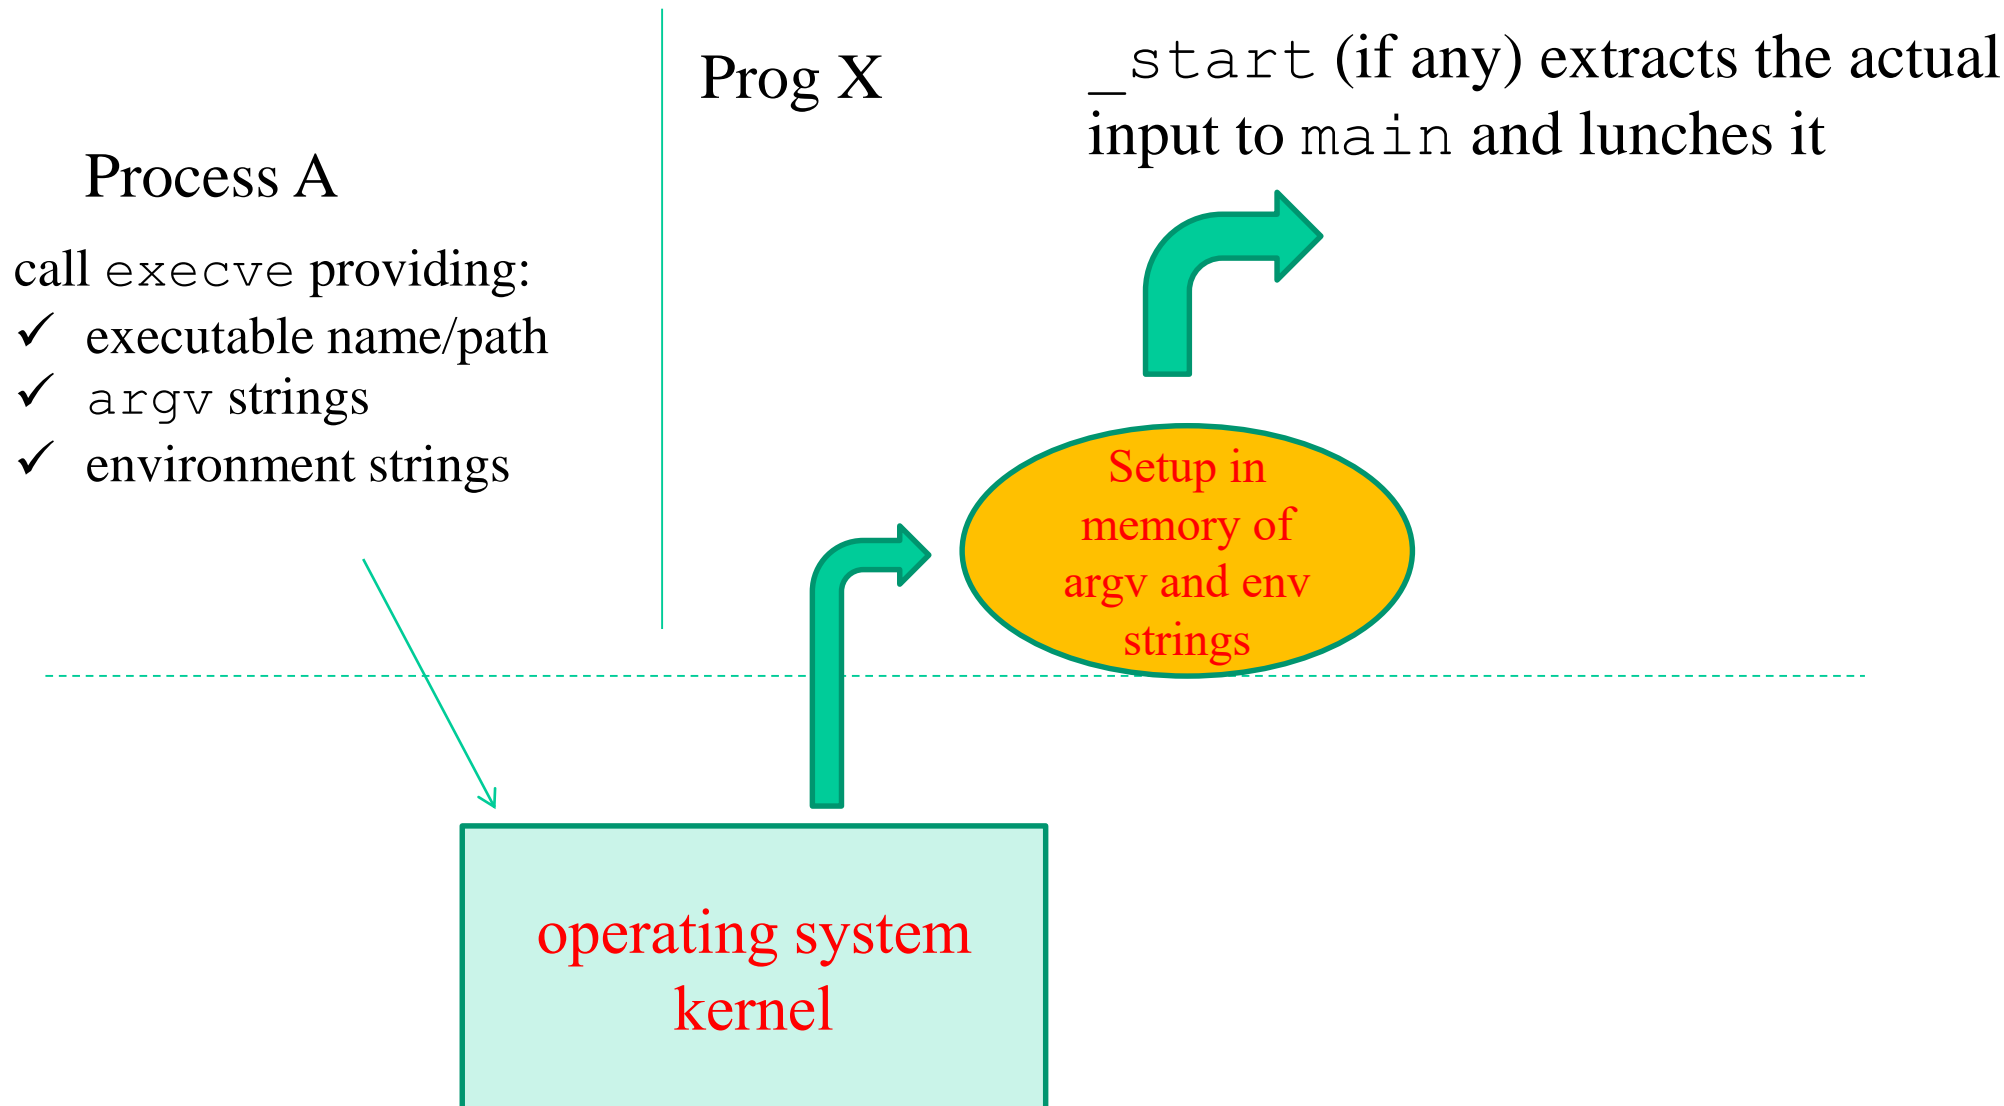 Process A
call execve providing:
✓ executable name/path
✓ argv strings
✓ environment strings
Prog X
_start (if any) extracts the actual
input to main and lunches it
Setup in
memory of
argv and env
strings
operating system
kernel